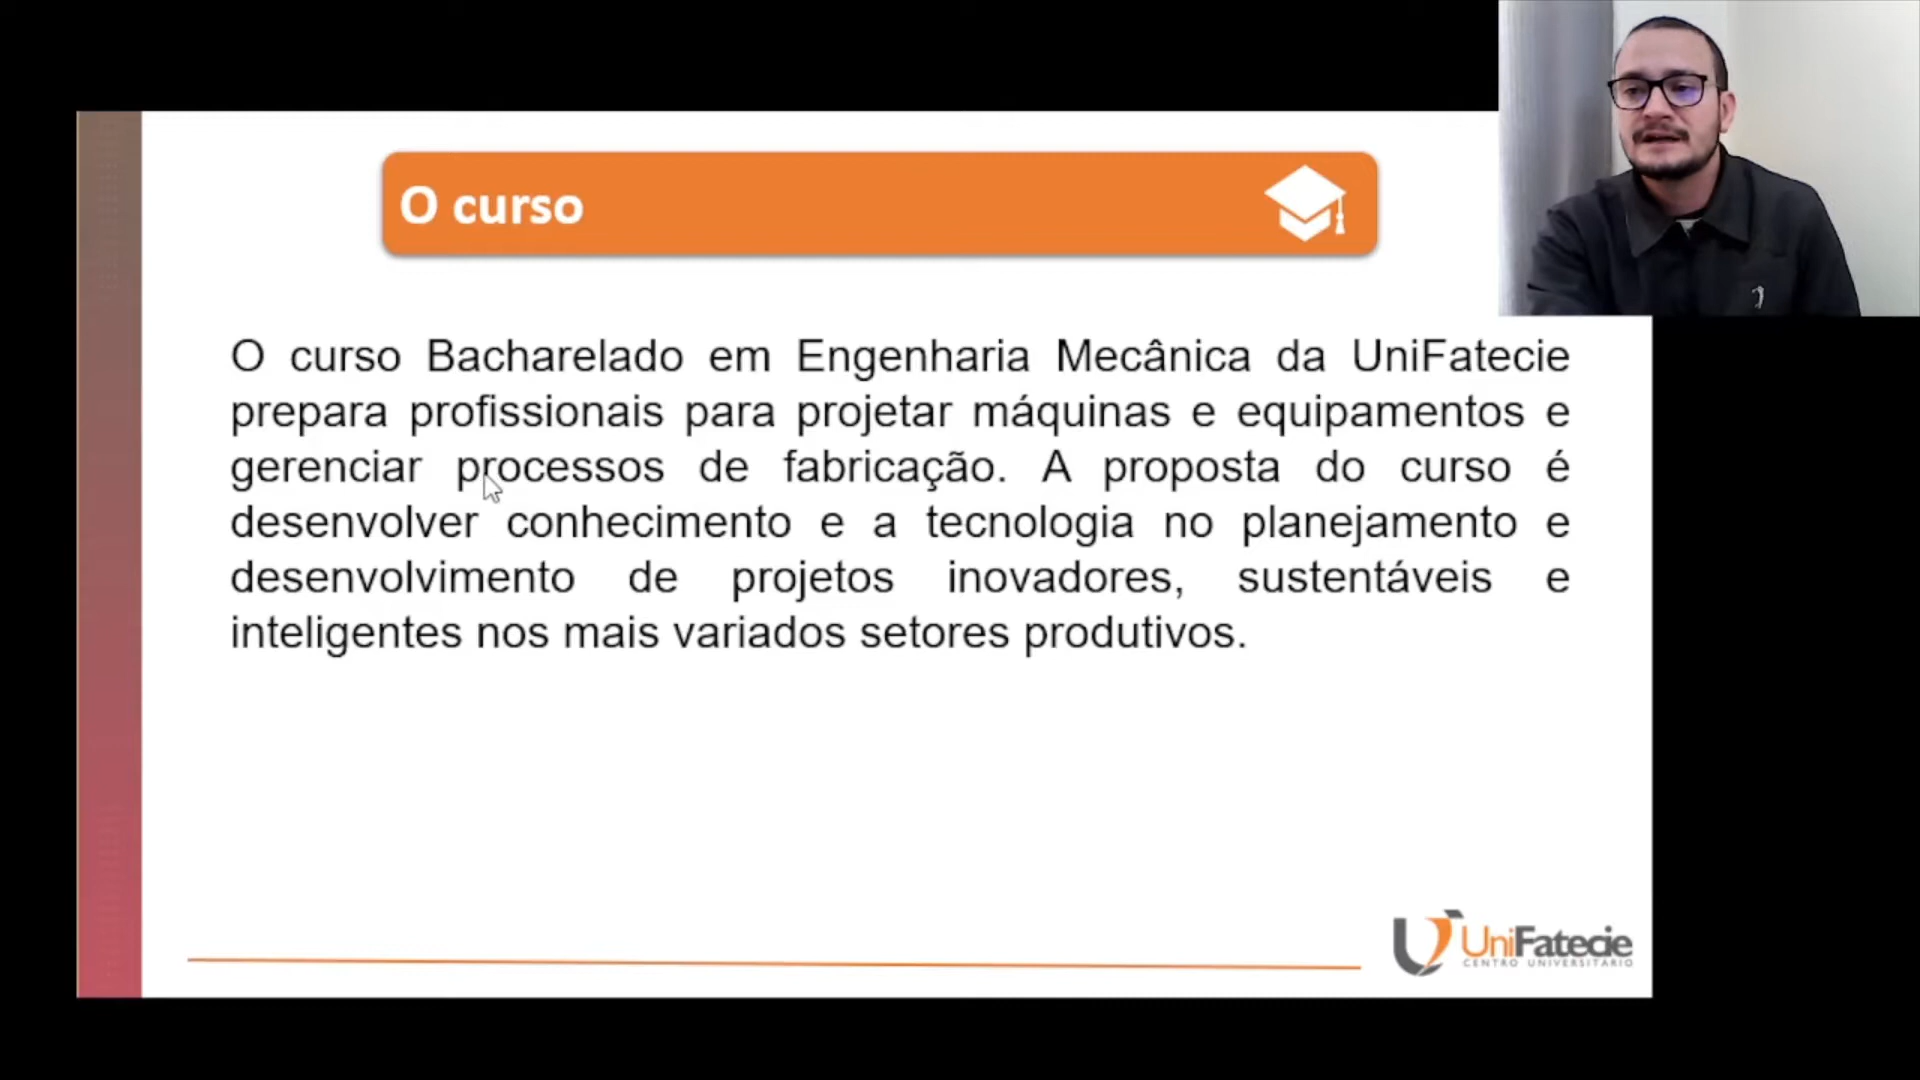 O curso
O curso Bacharelado em Engenharia Mecânica da UniFatecie
prepara profissionais para projetar máquinas e equipamentos e
gerenciar processos de fabricação. A proposta do curso é
desenvolver conhecimento e a tecnologia no planejamento e
desenvolvimento de projetos inovadores, sustentáveis e
inteligentes nos mais variados setores produtivos.
UniFatecie
CENTRO UNIVERSITÁRIO